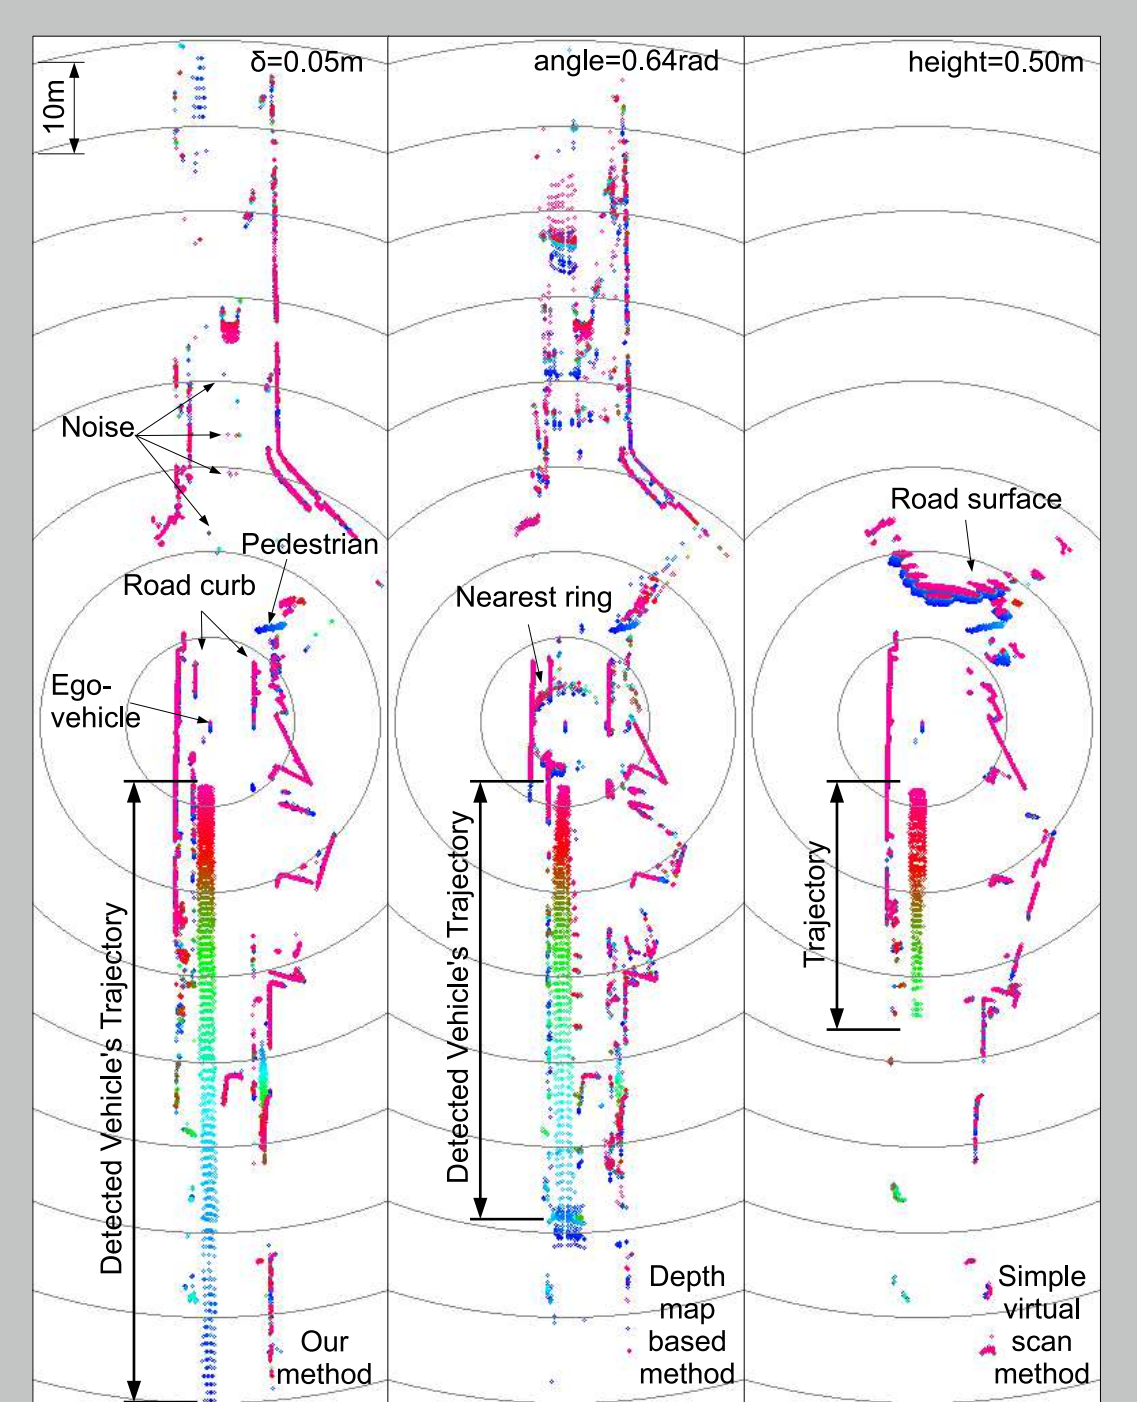 δ=0.05m
angle=0.64rad
height=0.50m
10m
Noise
Pedestrian
Road curb
Ego-
vehicle
Nearest ring
Road surface
Detected Vehicle's Trajectory
Detected Vehicle's Trajectory
Trajectory
Our
method
Depth
map
based
method
Simple
virtual
scan
method